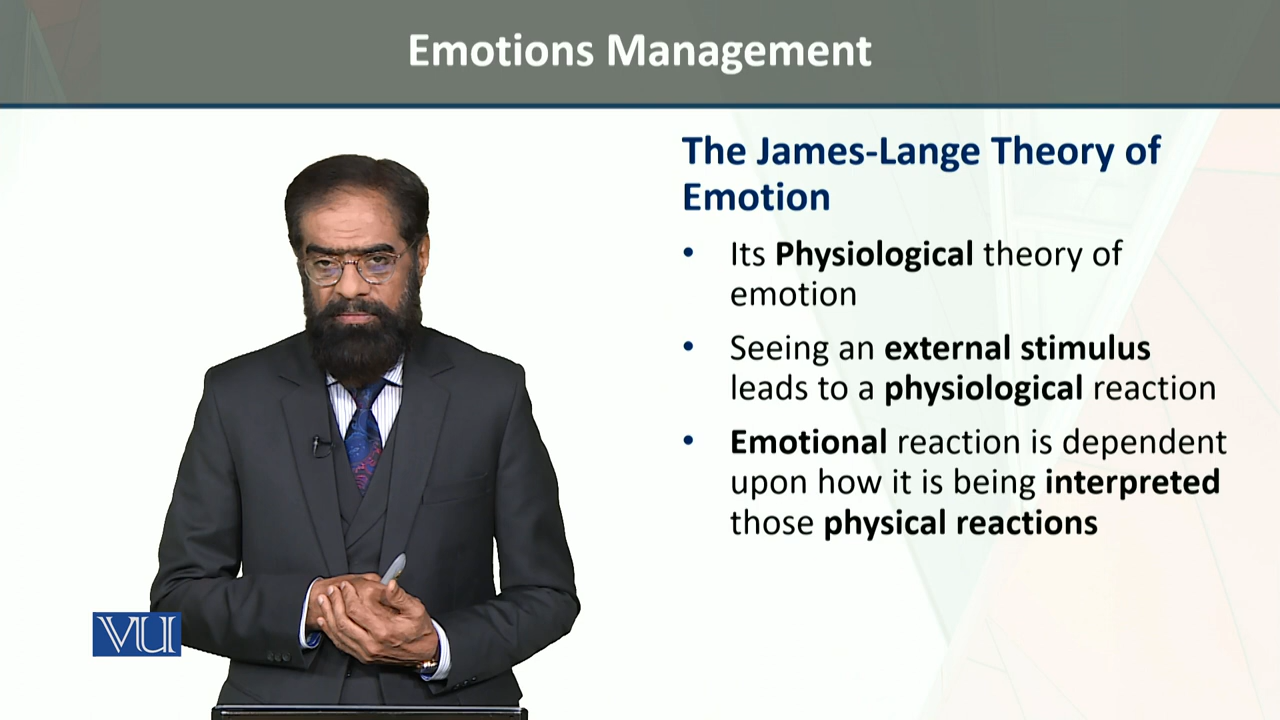 Emotions Management
The James-Lange Theory of
Emotion
• Its Physiological theory of
emotion
• Seeing an external stimulus
leads to a physiological reaction
• Emotional reaction is dependent
upon how it is being interpreted
those physical reactions
VU